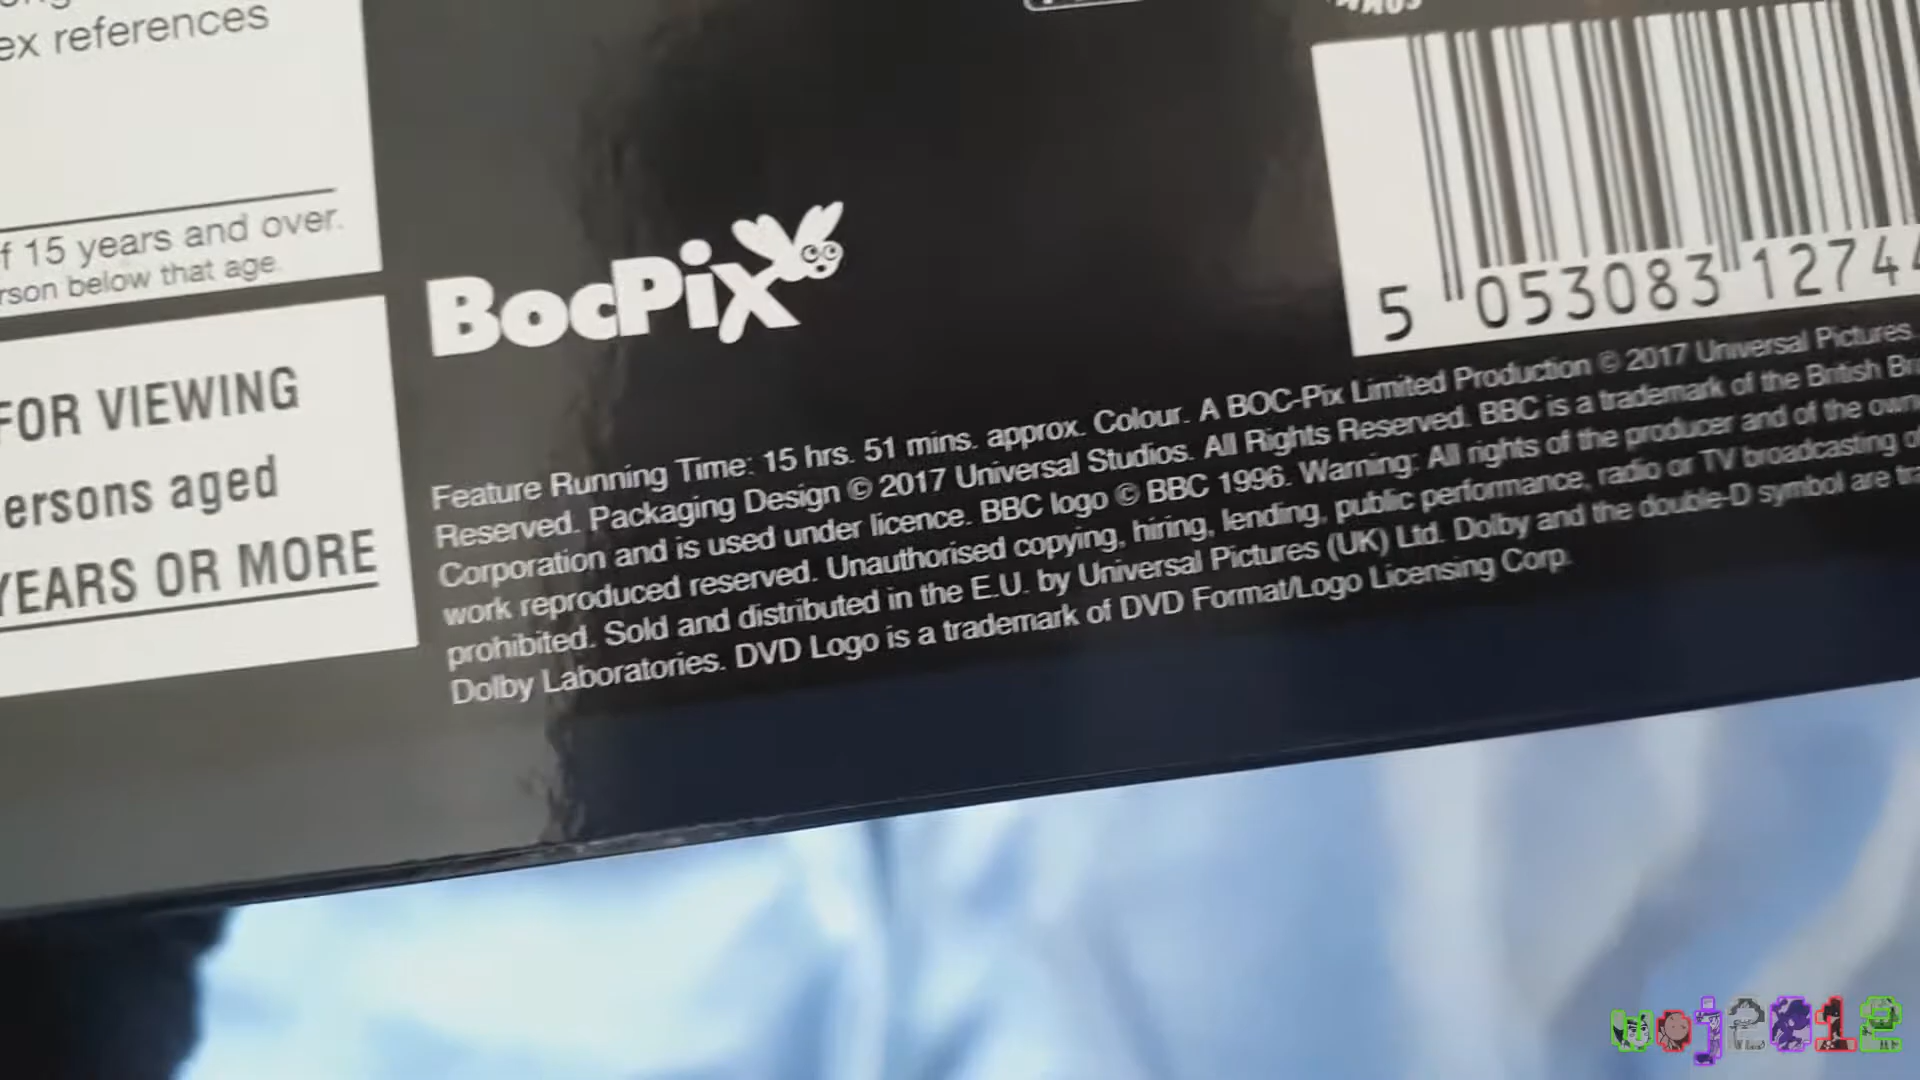 ex references
f 15 years and over.
rson below that age.
FOR VIEWING
ersons aged
YEARS OR MORE
BocPix
5 053083 12744
Feature Running Time: 15 hrs. 51 mins. approx. Colour. A BOC-Pix Limited Production © 2017 Universal Pictures.
Reserved. Packaging Design © 2017 Universal Studios. All Rights Reserved. BBC is a trademark of the British Br
Corporation and is used under licence. BBC logo © BBC 1996. Warning: All rights of the producer and of the own
work reproduced reserved. Unauthorised copying, hiring, lending, public performance, radio or TV broadcasting of
prohibited. Sold and distributed in the E.U. by Universal Pictures (UK) Ltd. Dolby and the double-D symbol are tra
Dolby Laboratories. DVD Logo is a trademark of DVD Format/Logo Licensing Corp.
woj2012